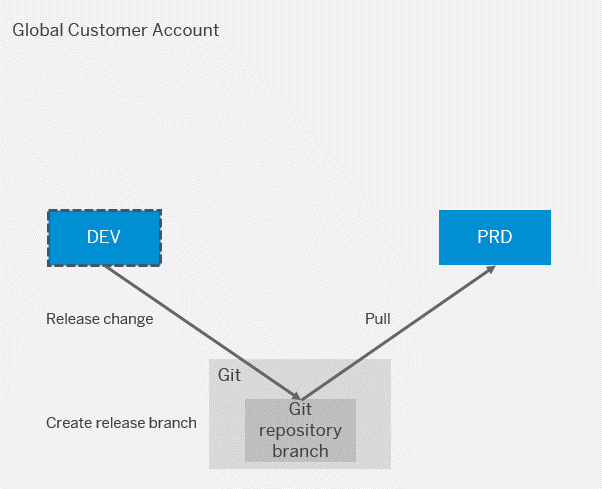 Global Customer Account
DEV
PRD
Release change
Pull
Git
Create release branch
Git
repository
branch